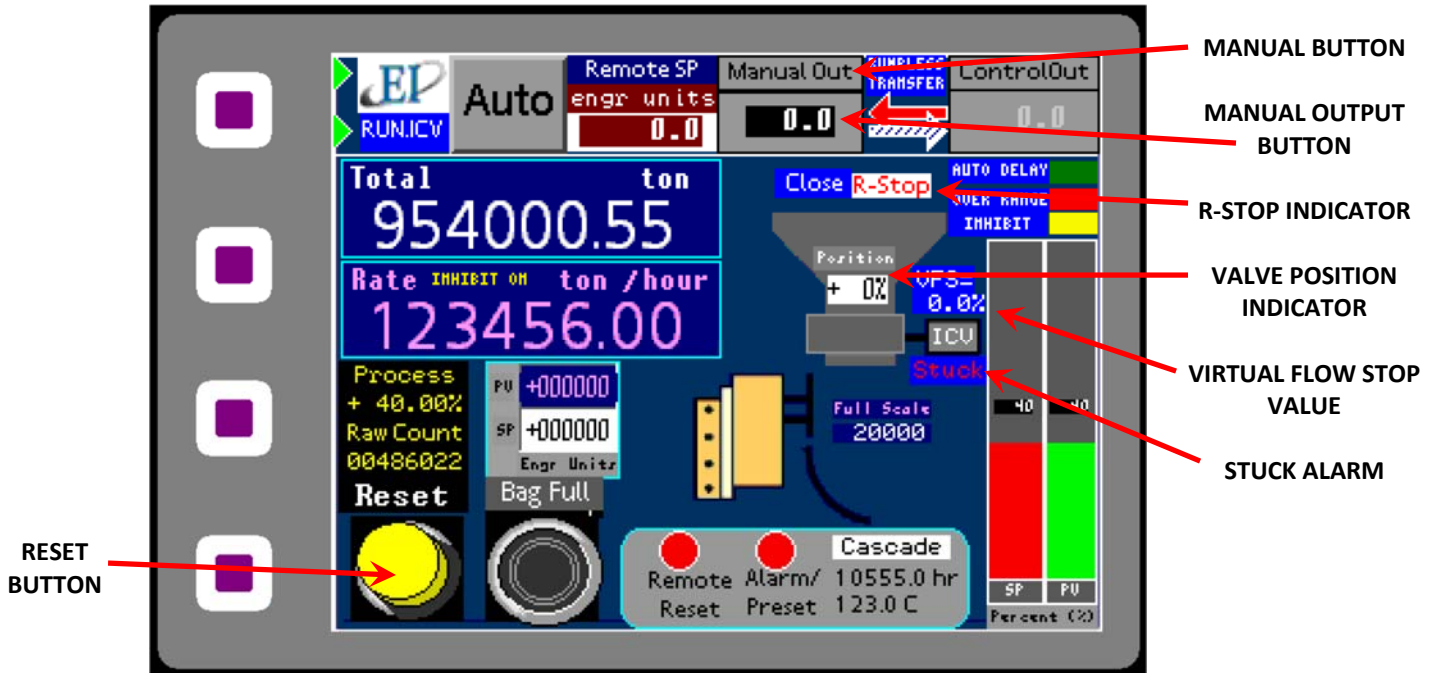 MANUAL BUTTON
MANUAL OUTPUT
BUTTON
R-STOP INDICATOR
VALVE POSITION
INDICATOR
VIRTUAL FLOW STOP
VALUE
STUCK ALARM
RESET
BUTTON
EI
RUN.ICV
Auto
Remote SP
engr units
0.0
Manual Out
0.0
TRANSFER
ControlOut
0.0
Total ton
954000.55
Rate INHIBIT ON ton /hour
123456.00
Close R-Stop
AUTO DELAY
OVER RANGE
INHIBIT
Position
+ 0%
VFS=
0.0%
ICV
Stuck
Process
+ 40.00%
Raw Count
00486022
Reset
PV +000000
SP +000000
Engr Units
Bag Full
Full Scale
20000
40 40
SP PV
Percent (%)
Cascade
Remote Alarm/ 10555.0 hr
Reset Preset 123.0 C